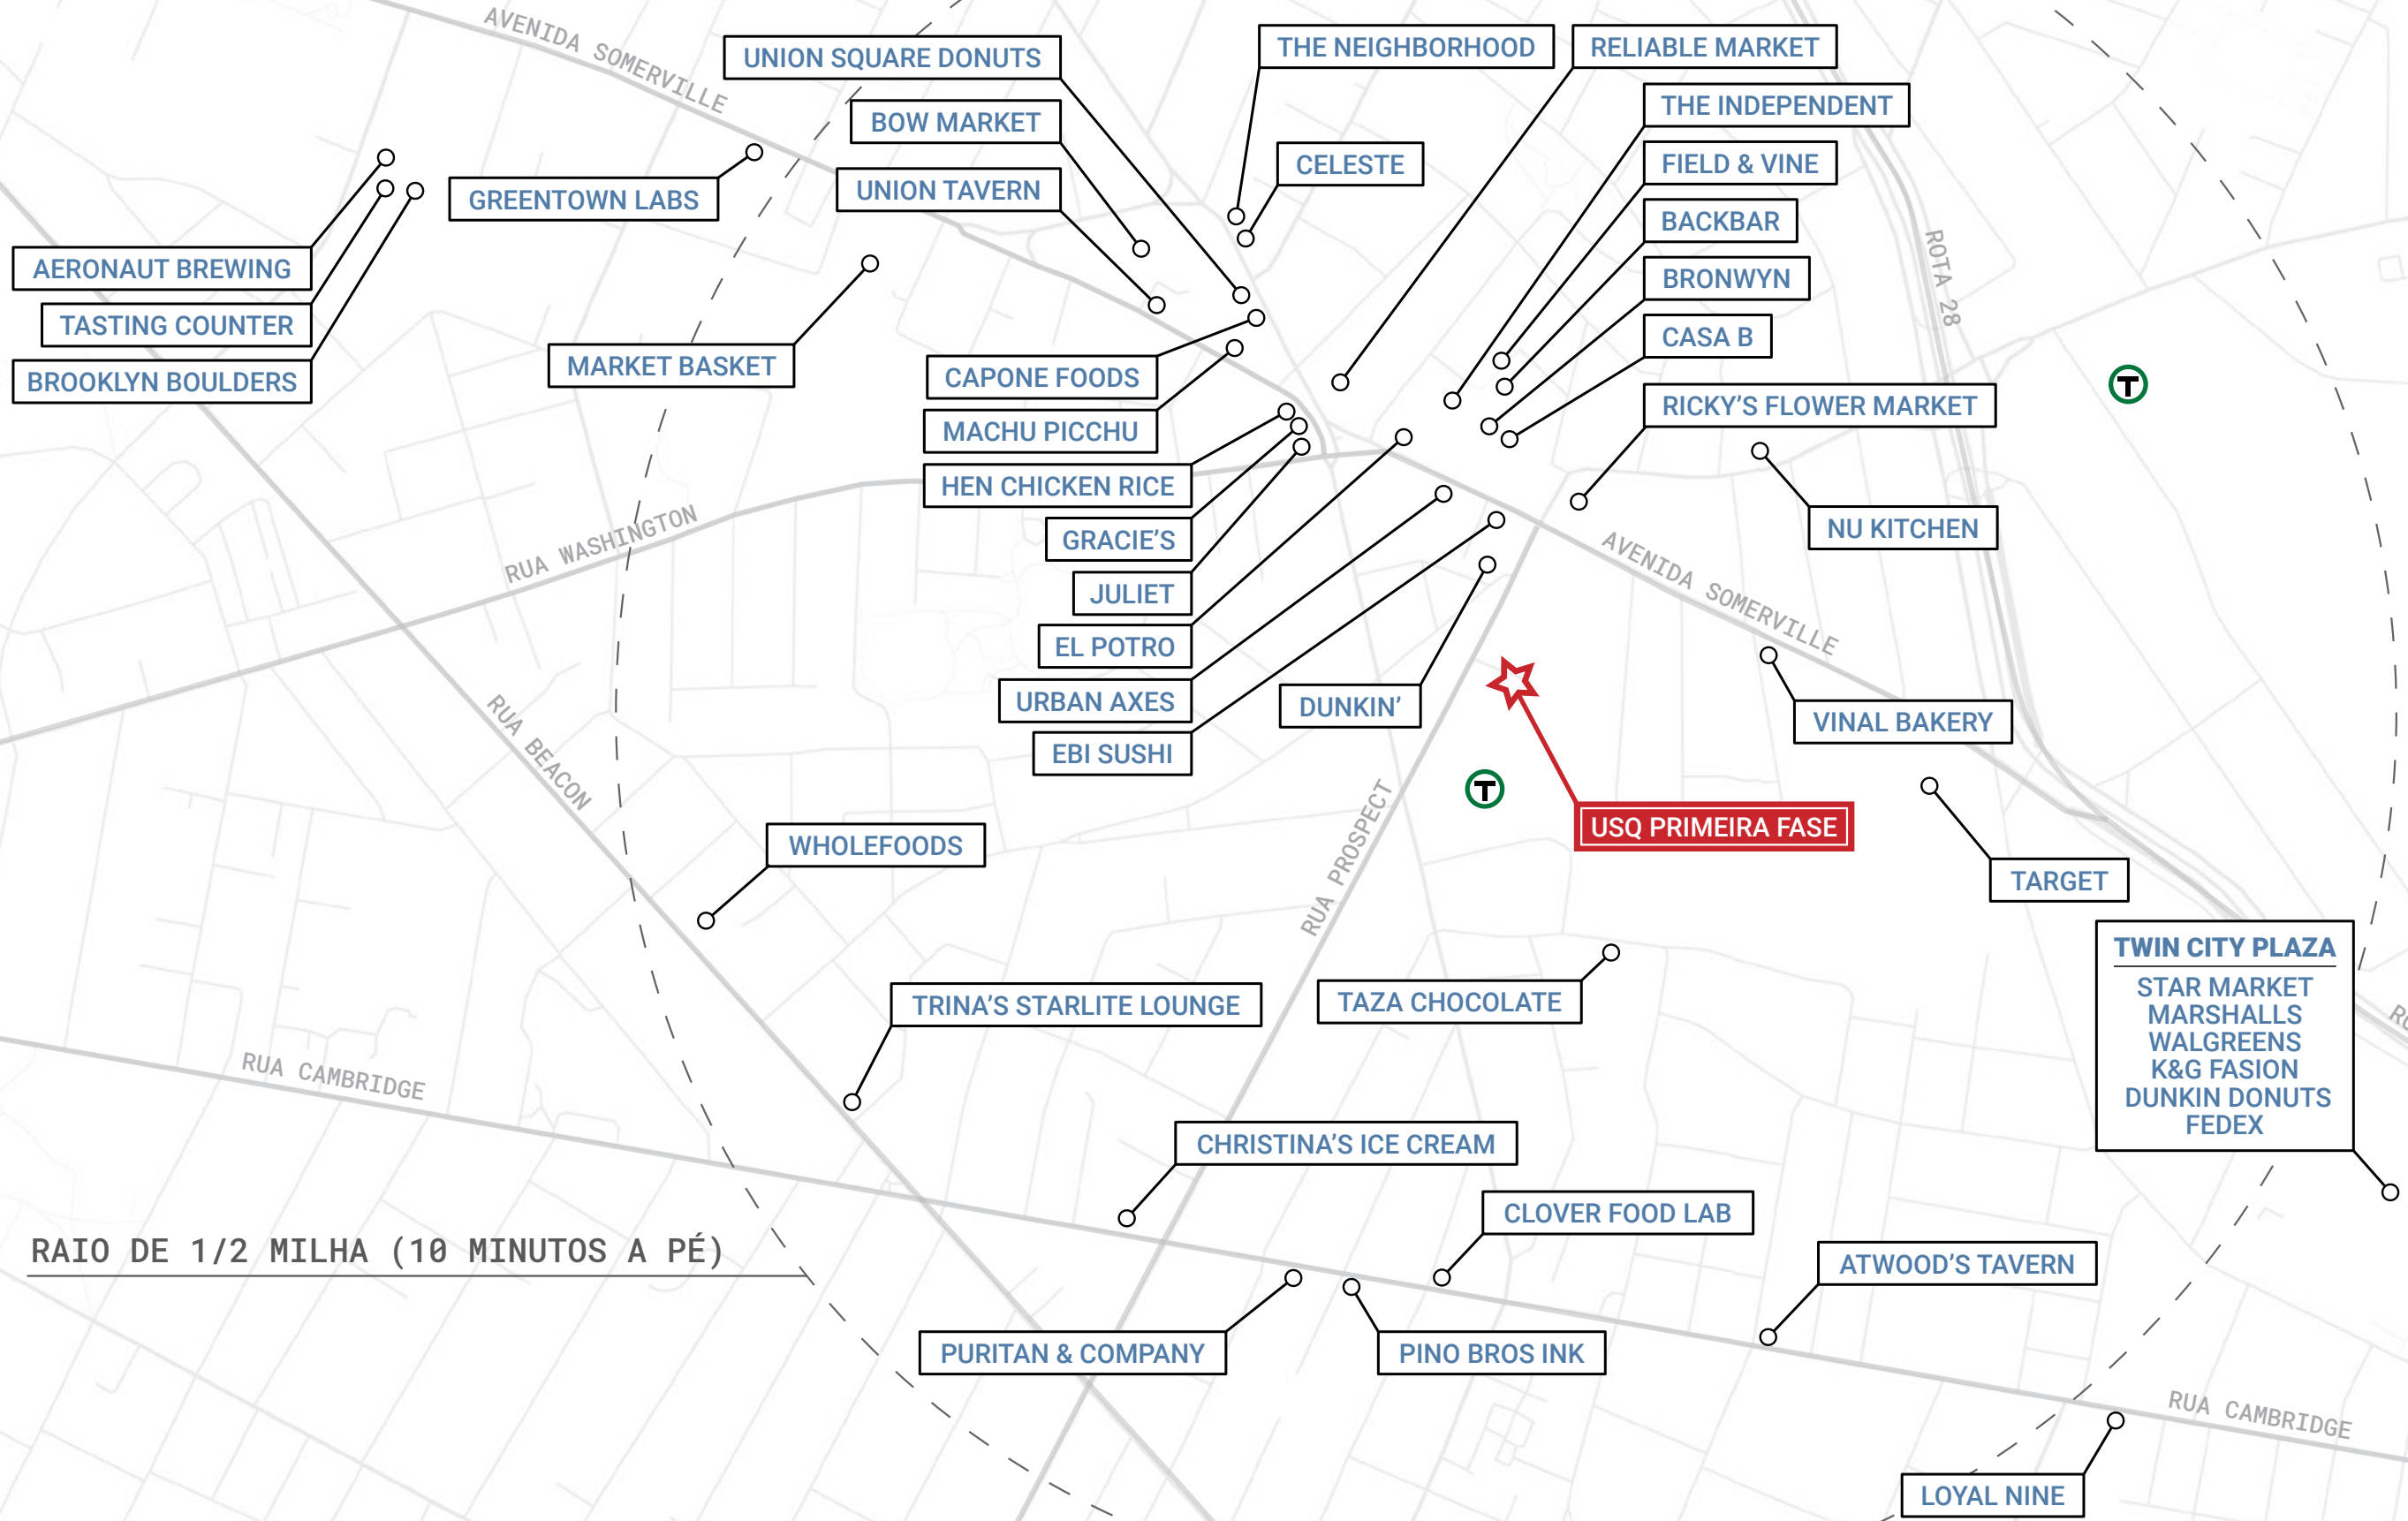 AVENIDA SOMERVILLE
UNION SQUARE DONUTS
THE NEIGHBORHOOD
RELIABLE MARKET
THE INDEPENDENT
BOW MARKET
CELESTE
FIELD & VINE
UNION TAVERN
GREENTOWN LABS
BACKBAR
AERONAUT BREWING
BRONWYN
ROTA 28
TASTING COUNTER
CASA B
BROOKLYN BOULDERS
MARKET BASKET
CAPONE FOODS
T
RICKY’S FLOWER MARKET
MACHU PICCHU
HEN CHICKEN RICE
NU KITCHEN
RUA WASHINGTON
GRACIE’S
AVENIDA SOMERVILLE
JULIET
EL POTRO
URBAN AXES
DUNKIN’
VINAL BAKERY
RUA BEACON
EBI SUSHI
T
USQ PRIMEIRA FASE
RUA PROSPECT
WHOLEFOODS
TARGET
TWIN CITY PLAZA
STAR MARKET
MARSHALLS
WALGREENS
K&G FASION
DUNKIN DONUTS
FEDEX
TRINA’S STARLITE LOUNGE
TAZA CHOCOLATE
RUA CAMBRIDGE
CHRISTINA’S ICE CREAM
CLOVER FOOD LAB
RAIO DE 1/2 MILHA (10 MINUTOS A PÉ)
ATWOOD’S TAVERN
PURITAN & COMPANY
PINO BROS INK
RUA CAMBRIDGE
LOYAL NINE